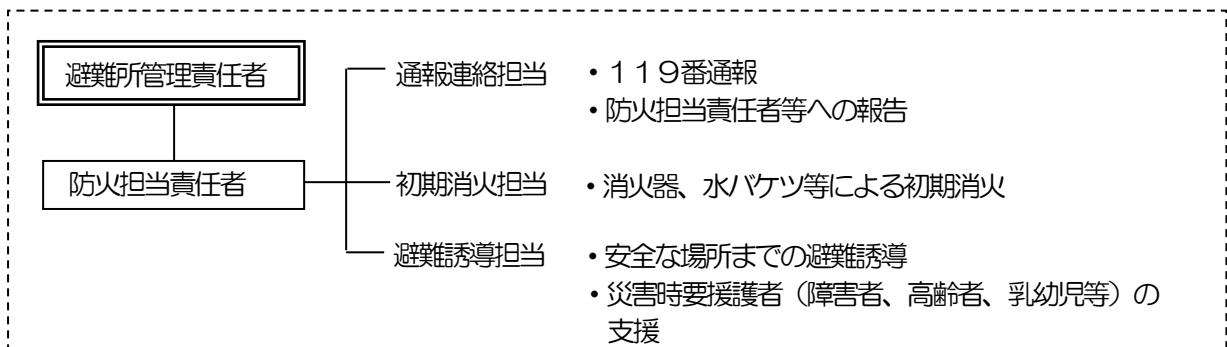 避難所管理責任者
通報連絡担当 ・119番通報
・防火担当責任者等への報告
防火担当責任者
初期消火担当 ・消火器、水バケツ等による初期消火
避難誘導担当 ・安全な場所までの避難誘導
・災害時要援護者(障害者、高齢者、乳幼児等)の
支援